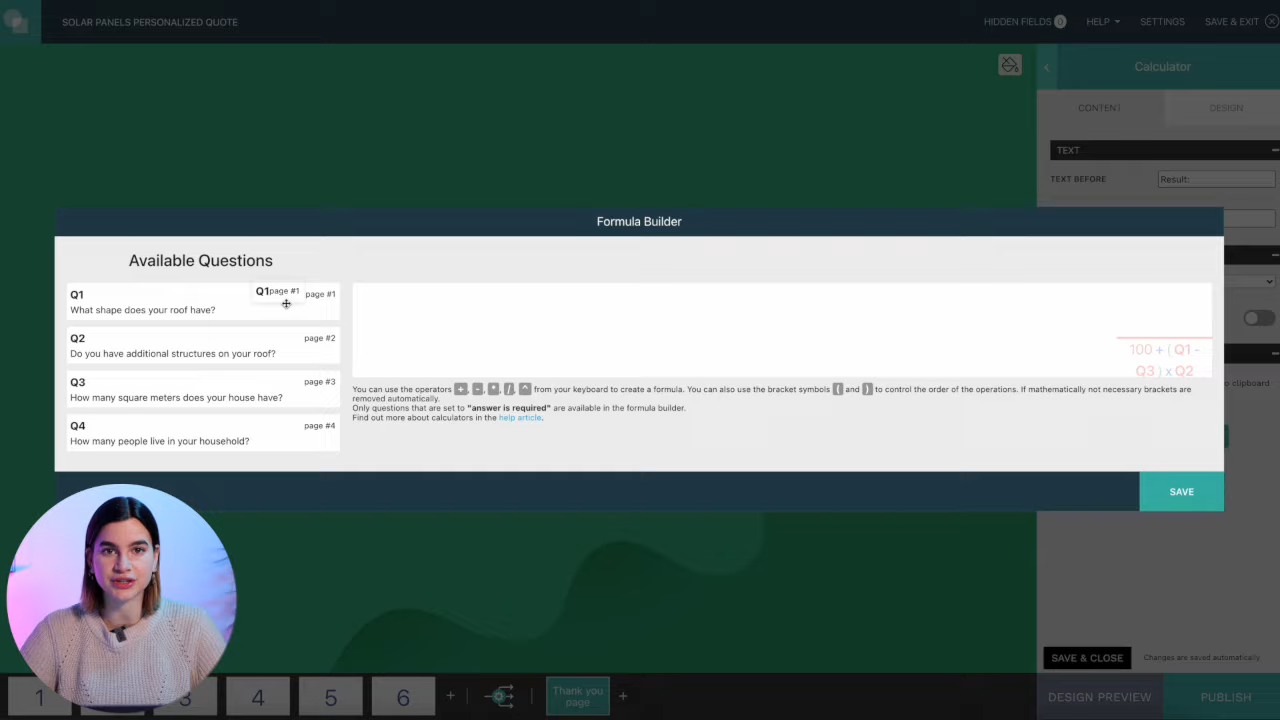 SOLAR PANELS PERSONALIZED QUOTE
HIDDEN FIELDS 0 HELP SETTINGS SAVE & EXIT
Calculator
CONTENT DESIGN
TEXT
TEXT BEFORE Result:
Formula Builder
Available Questions
Q1 page #1
Q1 page #1
What shape does your roof have?
Q2 page #2
Do you have additional structures on your roof?
Q3 page #3
How many square meters does your house have?
Q4 page #4
How many people live in your household?
100 + ( Q1 -
Q3 ) x Q2
You can use the operators +, -, *, /, ^ from your keyboard to create a formula. You can also use the bracket symbols ( and ) to control the order of the operations. If mathematically not necessary brackets are
removed automatically.
Only questions that are set to "answer is required" are available in the formula builder.
Find out more about calculators in the help article.
to clipboard
SAVE
SAVE & CLOSE Changes are saved automatically
1 3 4 5 6 + Thank you
page +
DESIGN PREVIEW PUBLISH